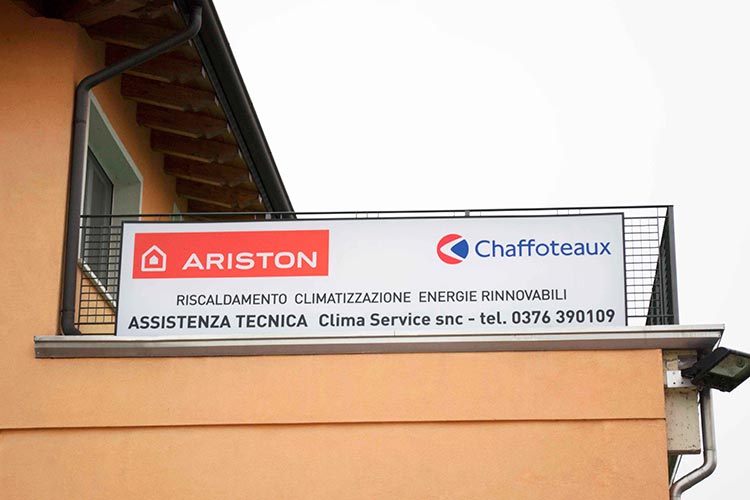 ARISTON
Chaffoteaux
RISCALDAMENTO CLIMATIZZAZIONE ENERGIE RINNOVABILI
ASSISTENZA TECNICA Clima Service snc - tel. 0376 390109